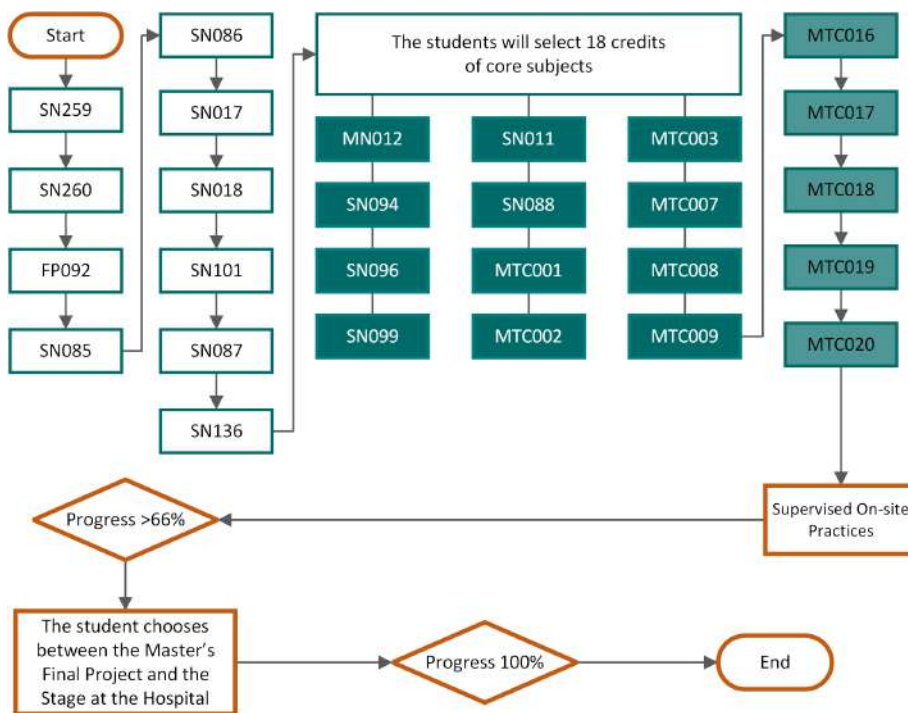 Start
SN259
SN260
FP092
SN085
SN086
SN017
SN018
SN101
SN087
SN136
The students will select 18 credits
of core subjects
MN012
SN094
SN096
SN099
SN011
SN088
MTC001
MTC002
MTC003
MTC007
MTC008
MTC009
MTC016
MTC017
MTC018
MTC019
MTC020
Supervised On-site
Practices
Progress >66%
The student chooses
between the Master’s
Final Project and the
Stage at the Hospital
Progress 100%
End